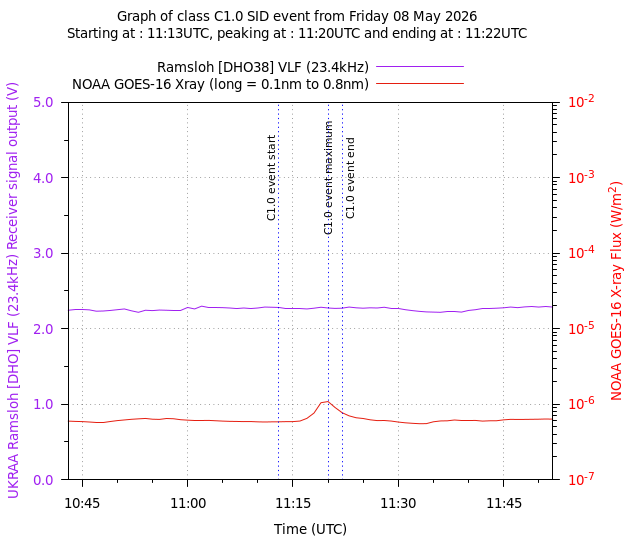 Graph of class C1.0 SID event from Friday 08 May 2026
Starting at : 11:13UTC, peaking at : 11:20UTC and ending at : 11:22UTC
Ramsloh [DHO38] VLF (23.4kHz)
NOAA GOES-16 Xray (long = 0.1nm to 0.8nm)
UKRAA Ramsloh [DHO] VLF (23.4kHz) Receiver signal output (V)
5.0
4.0
3.0
2.0
1.0
0.0
C1.0 event start
C1.0 event maximum
C1.0 event end
10-2
10-3
10-4
10-5
10-6
10-7
NOAA GOES-16 X-ray Flux (W/m2)
10:45
11:00
11:15
11:30
11:45
Time (UTC)